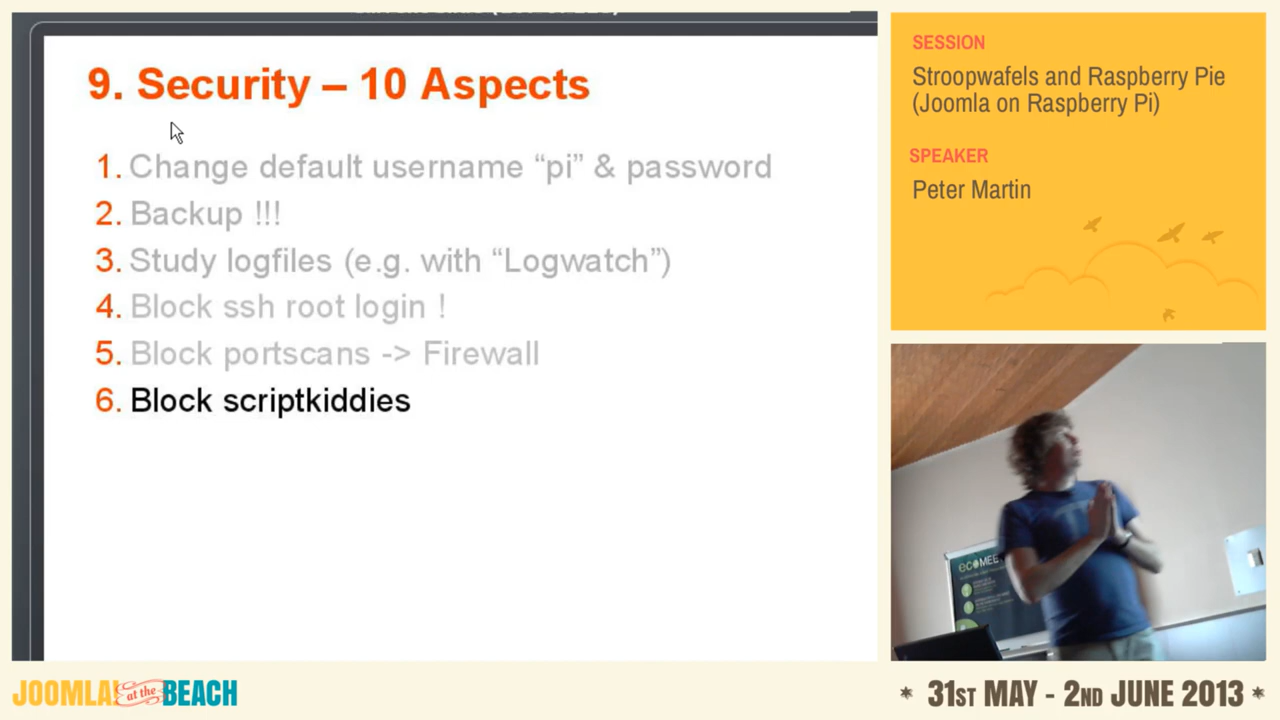 9. Security – 10 Aspects
1. Change default username “pi” & password
2. Backup !!!
3. Study logfiles (e.g. with “Logwatch”)
4. Block ssh root login !
5. Block portscans -> Firewall
6. Block scriptkiddies
SESSION
Stroopwafels and Raspberry Pie
(Joomla on Raspberry Pi)
SPEAKER
Peter Martin
JOOMLA! at the BEACH
* 31ST MAY - 2ND JUNE 2013 *